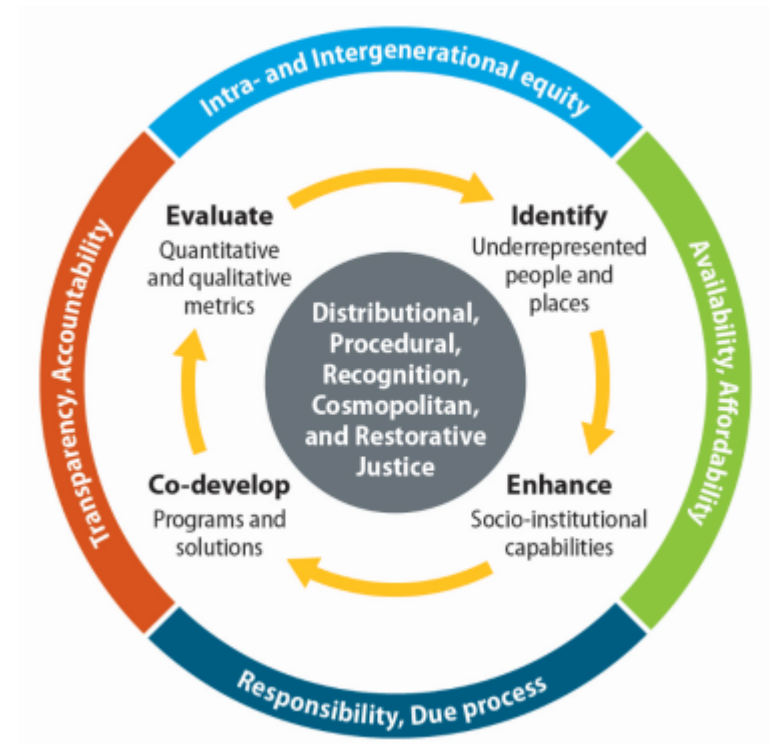 Intra- and Intergenerational equity
Evaluate
Quantitative
and qualitative
metrics
Identify
Underrepresented
people and
places
Availability, Affordability
Transparency, Accountability
Distributional,
Procedural,
Recognition,
Cosmopolitan,
and Restorative
Justice
Co-develop
Programs and
solutions
Enhance
Socio-institutional
capabilities
Responsibility, Due process